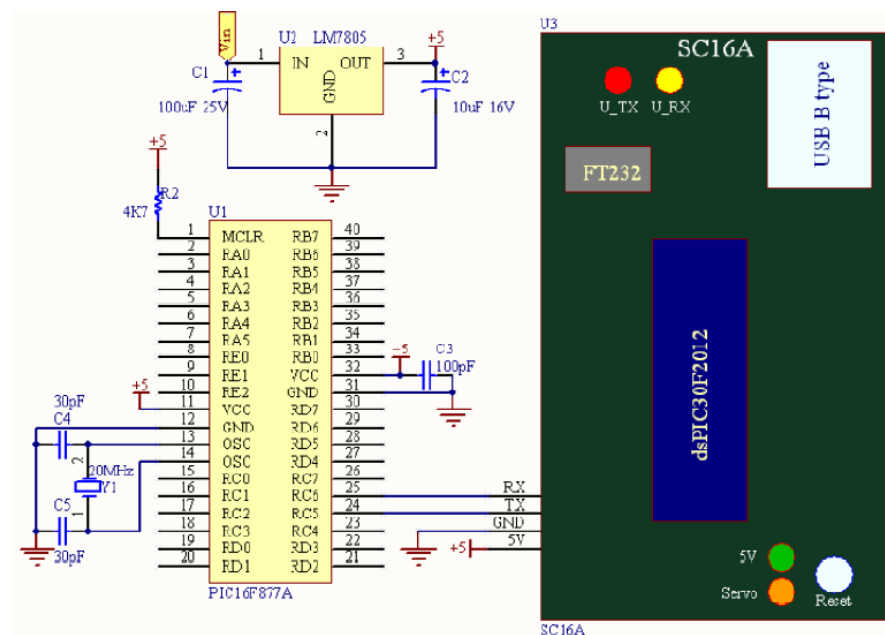 Vin
U2 LM7805
1 IN OUT 3
GND
2
+5
C1
100uF 25V
C2
10uF 16V
+5
R2
4K7
U1
1 MCLR RB7 40
2 RA0 RB6 39
3 RA1 RB5 38
4 RA2 RB4 37
5 RA3 RB3 36
6 RA4 RB2 35
7 RA5 RB1 34
8 RE0 RB0 33
9 RE1 VCC 32
10 RE2 GND 31
11 VCC RD7 30
12 GND RD6 29
13 OSC RD5 28
14 OSC RD4 27
15 RC0 RC7 26
16 RC1 RC6 25
17 RC2 RC5 24
18 RC3 RC4 23
19 RD0 RD3 22
20 RD1 RD2 21
PIC16F877A
+5
30pF
C4
2
20MHz
Y1
1
C5
30pF
+5
C3
100pF
RX
TX
GND
+5
5V
U3
SC16A
U_TX U_RX
USB B type
FT232
dsPIC30F2012
5V
Servo
Reset
SC16A